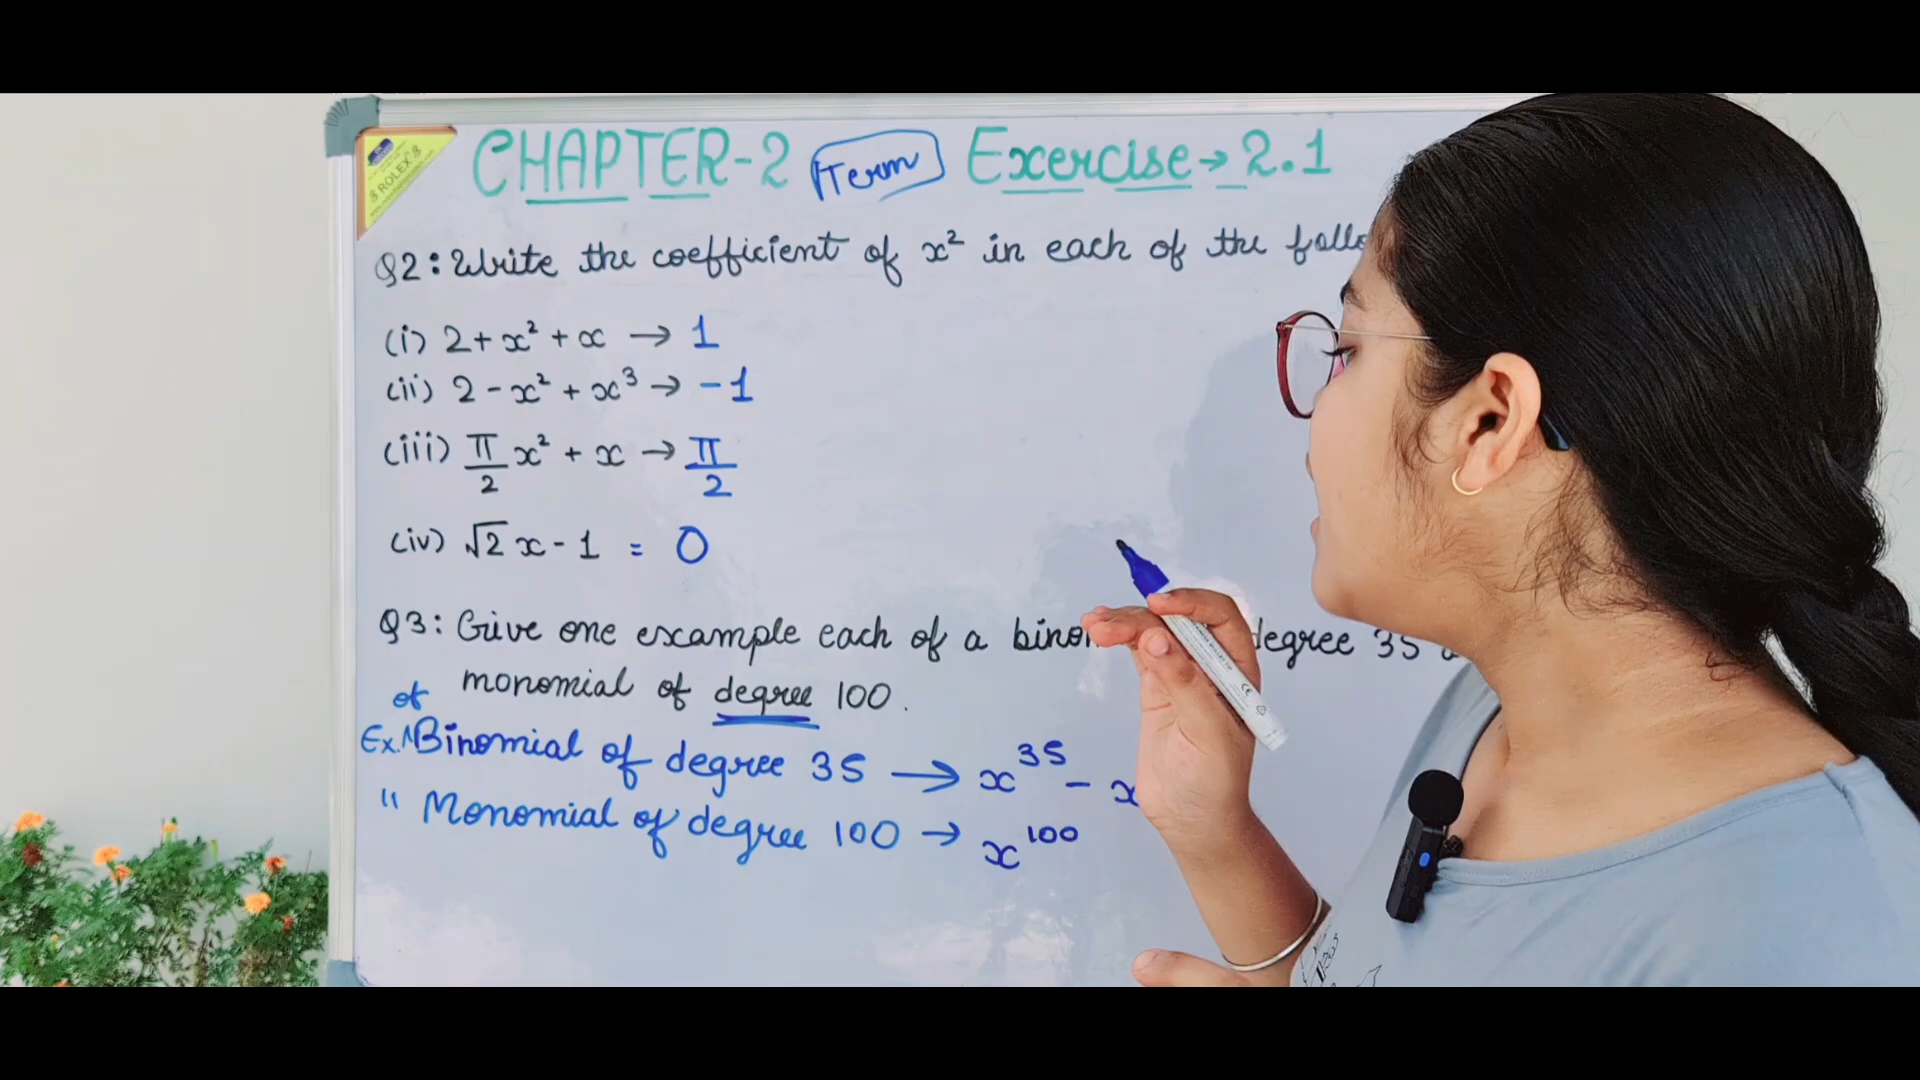 CHAPTER-2 Term Exercise → 2.1
ROLEX
Q2: Write the coefficient of x² in each of the
(i) 2 + x² + x → 1
(ii) 2 - x² + x³ → -1
(iii) π/2 x² + x → π/2
(iv) √2 x - 1 = 0
Q3: Give one example each of a degree 35
monomial of degree 100.
of
Ex. ^ Binomial of degree 35 → x³⁵ - x
" Monomial of degree 100 → x¹⁰⁰